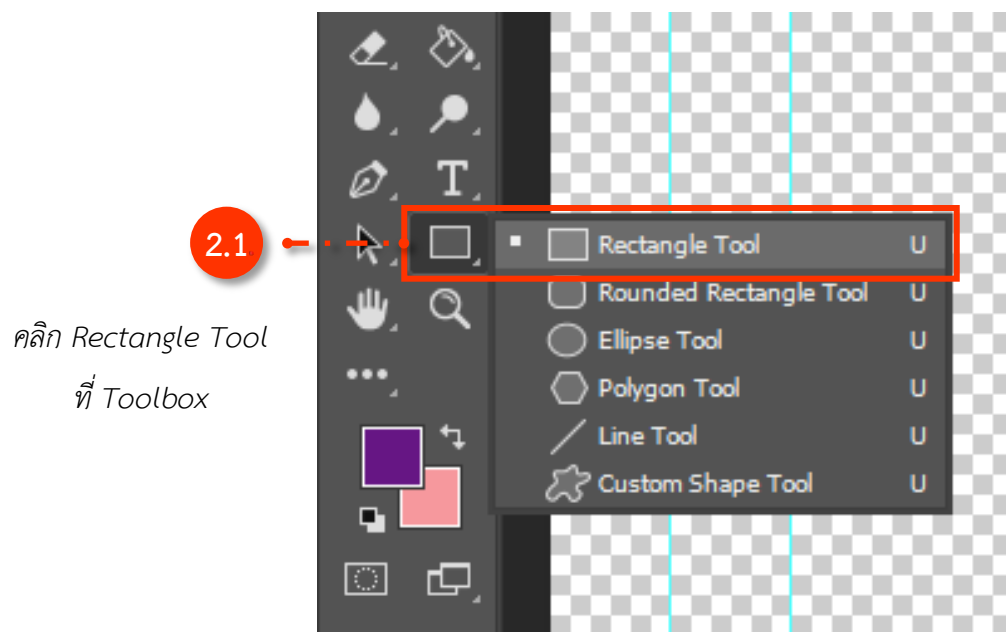 2.1
คลิก Rectangle Tool
ที่ Toolbox
T
Rectangle Tool U
Rounded Rectangle Tool U
Ellipse Tool U
Polygon Tool U
Line Tool U
Custom Shape Tool U